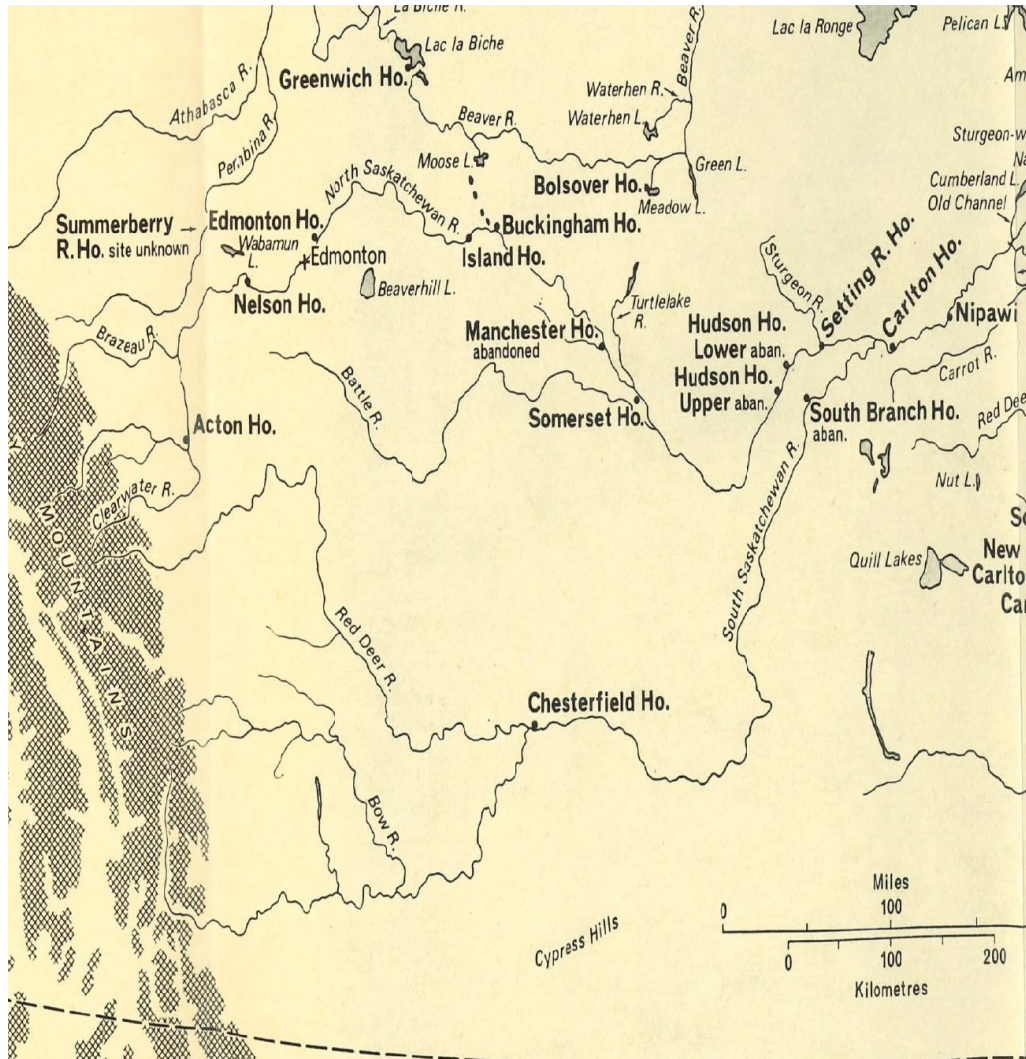 La Biche R.
Lac la Biche
Greenwich Ho.
Athabasca R.
Pembina R.
Beaver R.
Beaver R.
Waterhen R.
Waterhen L.
Lac la Ronge
Pelican L.
Am
Sturgeon-w
Na
Cumberland L.
Old Channel
Moose L.
Green L.
Bolsover Ho.
Meadow L.
North Saskatchewan R.
Summerberry
R. Ho. site unknown
Edmonton Ho.
Wabamun
L.
Edmonton
Buckingham Ho.
Island Ho.
Nelson Ho.
Beaverhill L.
Sturgeon R.
Setting R. Ho.
Carlton Ho.
Nipawi
Turtlelake
R.
Manchester Ho.
abandoned
Hudson Ho.
Lower aban.
Hudson Ho.
Upper aban.
Brazeau R.
Battle R.
Somerset Ho.
South Branch Ho.
aban.
Carrot R.
Red Dee
Acton Ho.
Clearwater R.
Nut L.
Y MOUNTAINS
South Saskatchewan R.
Quill Lakes
New
Carlto
Car
Red Deer R.
Chesterfield Ho.
Bow R.
Cypress Hills
Miles
0 100
0 100 200
Kilometres